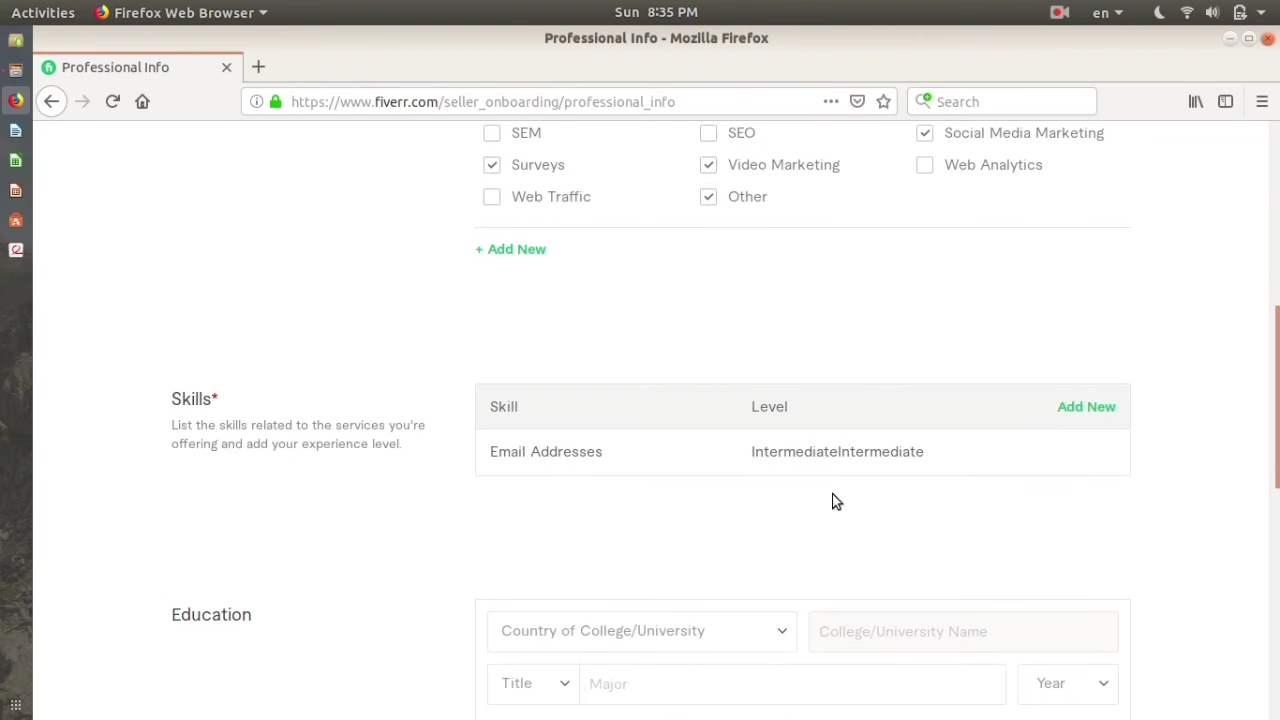 Activities Firefox Web Browser Sun 8:35 PM en
Professional Info - Mozilla Firefox
Professional Info
https://www.fiverr.com/seller_onboarding/professional_info Search
SEM SEO Social Media Marketing
Surveys Video Marketing Web Analytics
Web Traffic Other
+ Add New
Skills*
List the skills related to the services you're
offering and add your experience level.
Skill Level Add New
Email Addresses IntermediateIntermediate
Education
Country of College/University College/University Name
Title Major Year